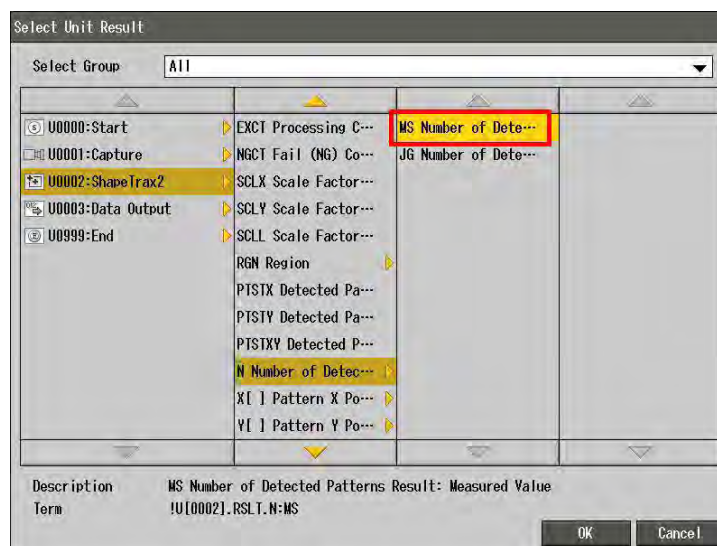 Select Unit Result
Select Group All
U0000:Start
U0001:Capture
U0002:ShapeTrax2
U0003:Data Output
U0999:End
EXCT Processing C···
NGCT Fail (NG) Co···
SCLX Scale Factor···
SCLY Scale Factor···
SCLL Scale Factor···
RGN Region
PTSTX Detected Pa···
PTSTY Detected Pa···
PTSTXY Detected P···
N Number of Detec···
X[ ] Pattern X Po···
Y[ ] Pattern Y Po···
MS Number of Dete···
JG Number of Dete···
Description MS Number of Detected Patterns Result: Measured Value
Term !U[0002].RSLT.N:MS
OK Cancel